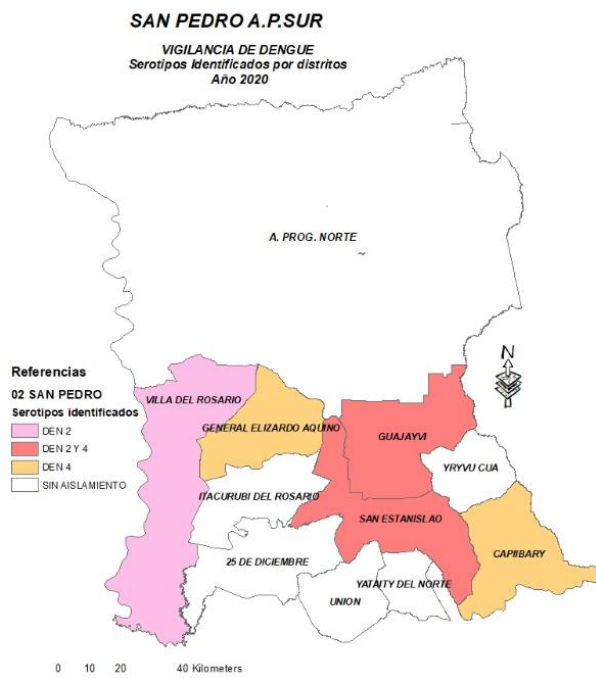 SAN PEDRO A.P.SUR
VIGILANCIA DE DENGUE
Serotipos Identificados por distritos
Año 2020
A. PROG. NORTE
N
Referencias
02 SAN PEDRO
Serotipos identificados
DEN 2
DEN 2 Y 4
DEN 4
SIN AISLAMIENTO
VILLA DEL ROSARIO
GENERAL ELIZARDO AQUINO
GUAJAYVI
YRYVU CUA
ITACURUBI DEL ROSARIO
SAN ESTANISLAO
CAPIIBARY
25 DE DICIEMBRE
YATAITY DEL NORTE
UNION
0 10 20 40 Kilometers